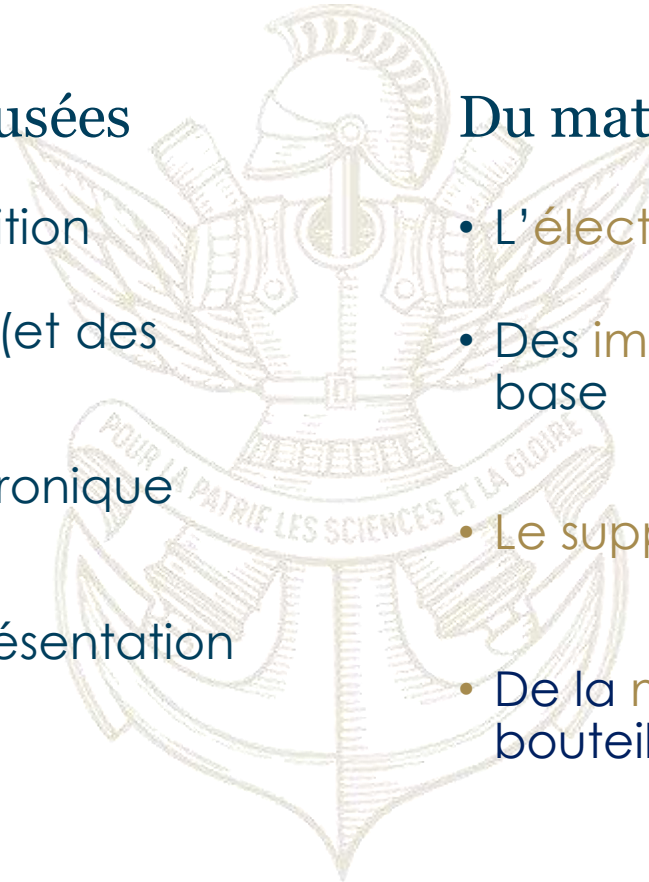 usées
ition
(et des
ronique
ésentation
Du mat
• L’élect
• Des im
base
• Le supp
• De la
bouteil
POUR LA PATRIE LES SCIENCES ET LA GLOIRE